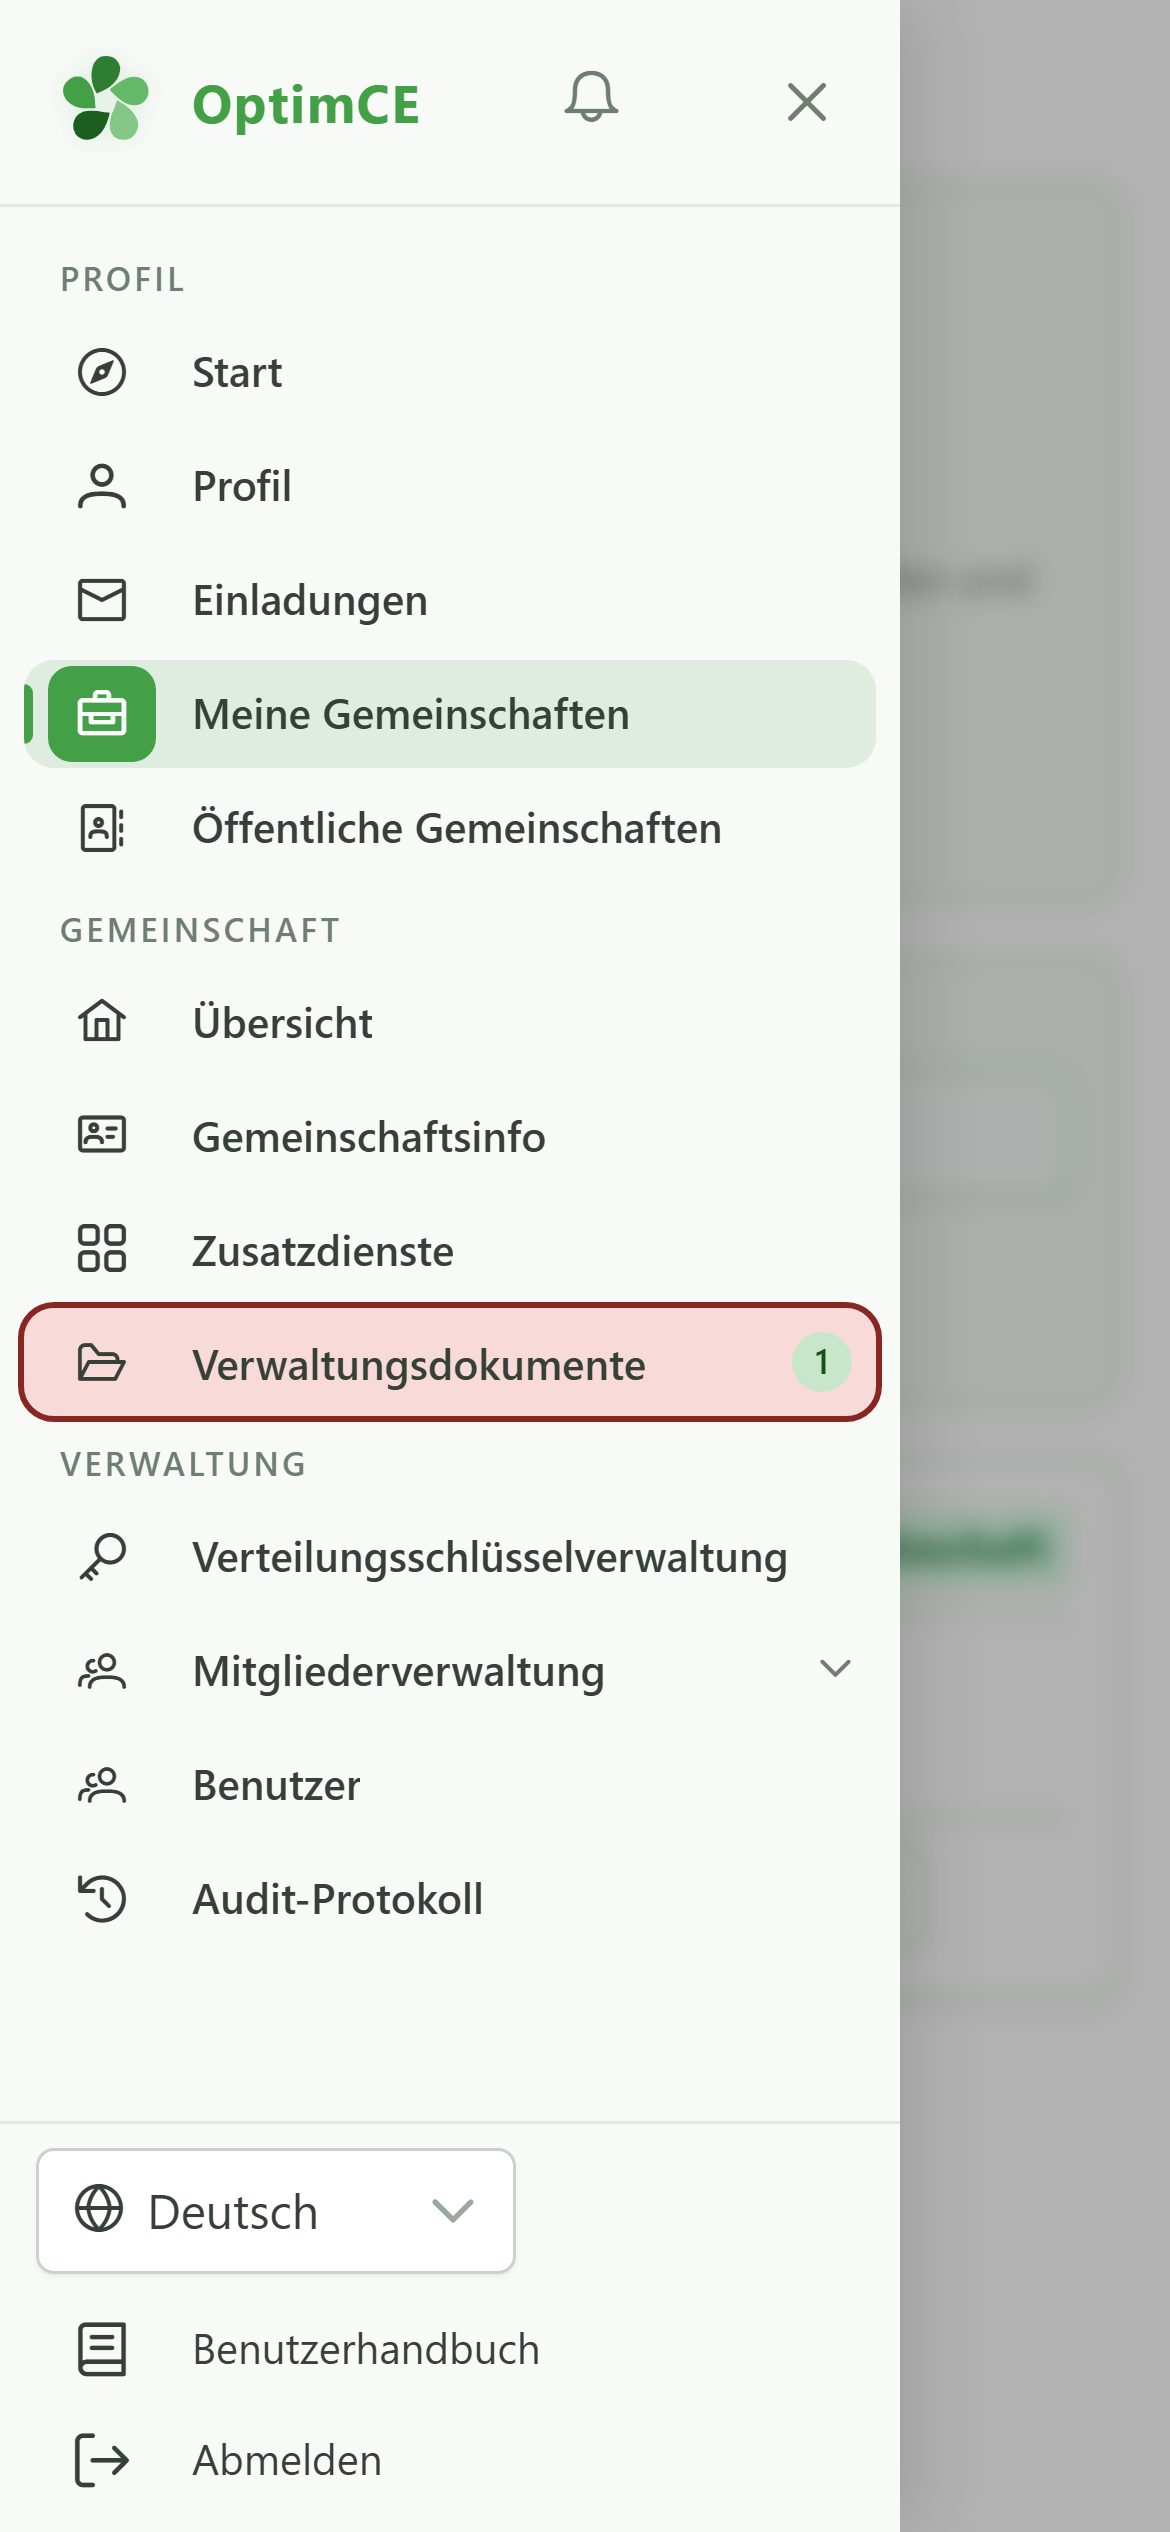 OptimCE
PROFIL
Start
Profil
Einladungen
Meine Gemeinschaften
Öffentliche Gemeinschaften
GEMEINSCHAFT
Übersicht
Gemeinschaftsinfo
Zusatzdienste
Verwaltungsdokumente 1
VERWALTUNG
Verteilungsschlüsselverwaltung
Mitgliederverwaltung
Benutzer
Audit-Protokoll
Deutsch
Benutzerhandbuch
Abmelden